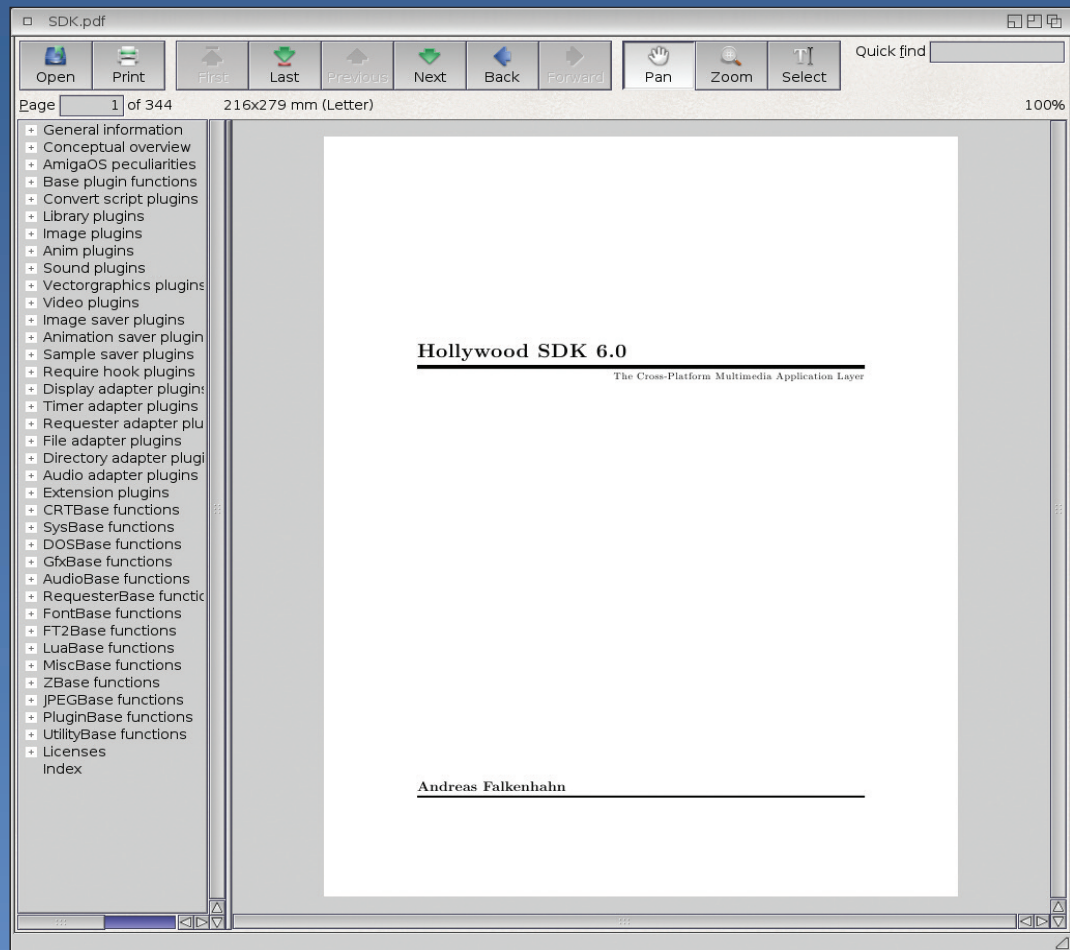 SDK.pdf
Open Print First Last Previous Next Back Forward Pan Zoom Select Quick find
Page 1 of 344 216x279 mm (Letter) 100%
General information
Conceptual overview
AmigaOS peculiarities
Base plugin functions
Convert script plugins
Library plugins
Image plugins
Anim plugins
Sound plugins
Vectorgraphics plugins
Video plugins
Image saver plugins
Animation saver plugin
Sample saver plugins
Require hook plugins
Display adapter plugins
Timer adapter plugins
Requester adapter plu
File adapter plugins
Directory adapter plugi
Audio adapter plugins
Extension plugins
CRTBase functions
SysBase functions
DOSBase functions
GfxBase functions
AudioBase functions
RequesterBase functic
FontBase functions
FT2Base functions
LuaBase functions
MiscBase functions
ZBase functions
JPEGBase functions
PluginBase functions
UtilityBase functions
Licenses
Index
Hollywood SDK 6.0
The Cross-Platform Multimedia Application Layer
Andreas Falkenhahn